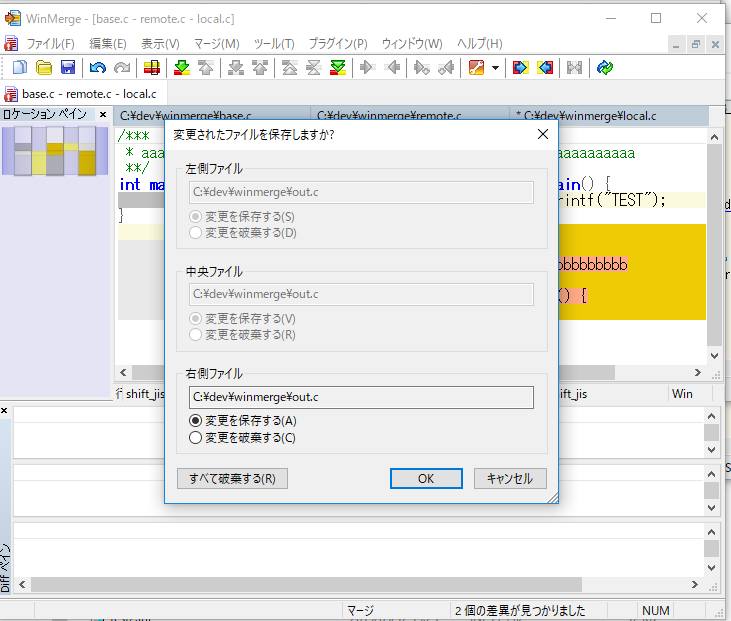 WinMerge - [base.c - remote.c - local.c]
ファイル(F) 編集(E) 表示(V) マージ(M) ツール(T) プラグイン(P) ウィンドウ(W) ヘルプ(H)
base.c - remote.c - local.c
ロケーション ペイン
C:¥dev¥winmerge¥base.c C:¥dev¥winmerge¥remote.c * C:¥dev¥winmerge¥local.c
/***
* aaa aaaaaaaaaa
**/
int ma ain() {
rintf("TEST");
}
bbbbbbbbbb
() {
変更されたファイルを保存しますか?
左側ファイル
C:¥dev¥winmerge¥out.c
変更を保存する(S)
変更を破棄する(D)
中央ファイル
C:¥dev¥winmerge¥out.c
変更を保存する(V)
変更を破棄する(R)
右側ファイル
C:¥dev¥winmerge¥out.c
変更を保存する(A)
変更を破棄する(C)
すべて破棄する(R) OK キャンセル
行 shift_jis ift_jis Win
Diff ペイン
マージ 2 個の差異が見つかりました NUM